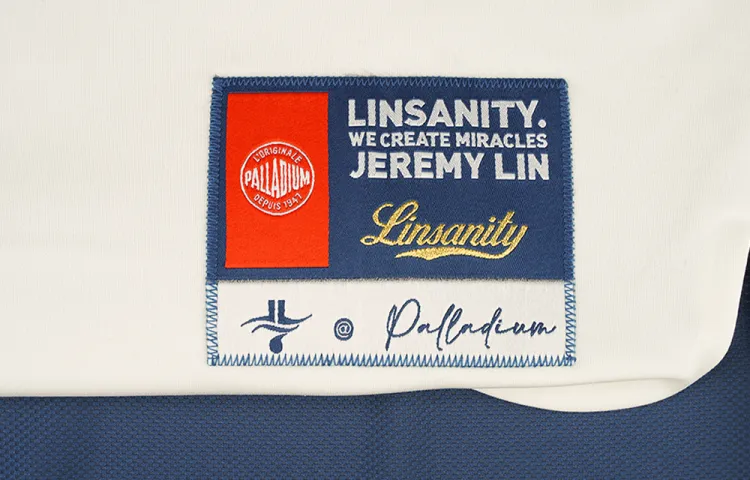 L'ORIGINALE
PALLADIUM
DEPUIS 1947
LINSANITY.
WE CREATE MIRACLES
JEREMY LIN
Linsanity
@ Palladium